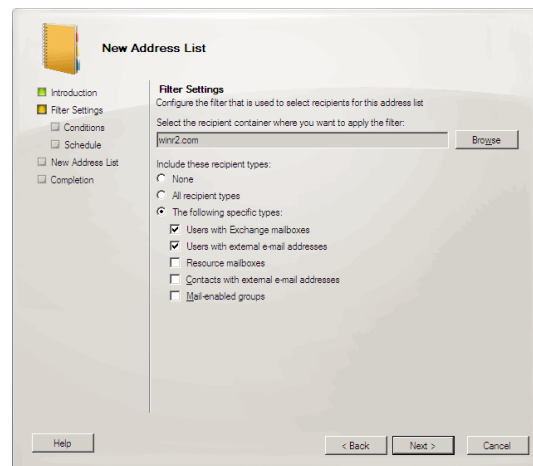 New Address List
Introduction
Filter Settings
Conditions
Schedule
New Address List
Completion
Filter Settings
Configure the filter that is used to select recipients for this address list
Select the recipient container where you want to apply the filter:
winr2.com
Browse
Include these recipient types:
None
All recipient types
The following specific types:
Users with Exchange mailboxes
Users with external e-mail addresses
Resource mailboxes
Contacts with external e-mail addresses
Mail-enabled groups
Help
< Back
Next >
Cancel